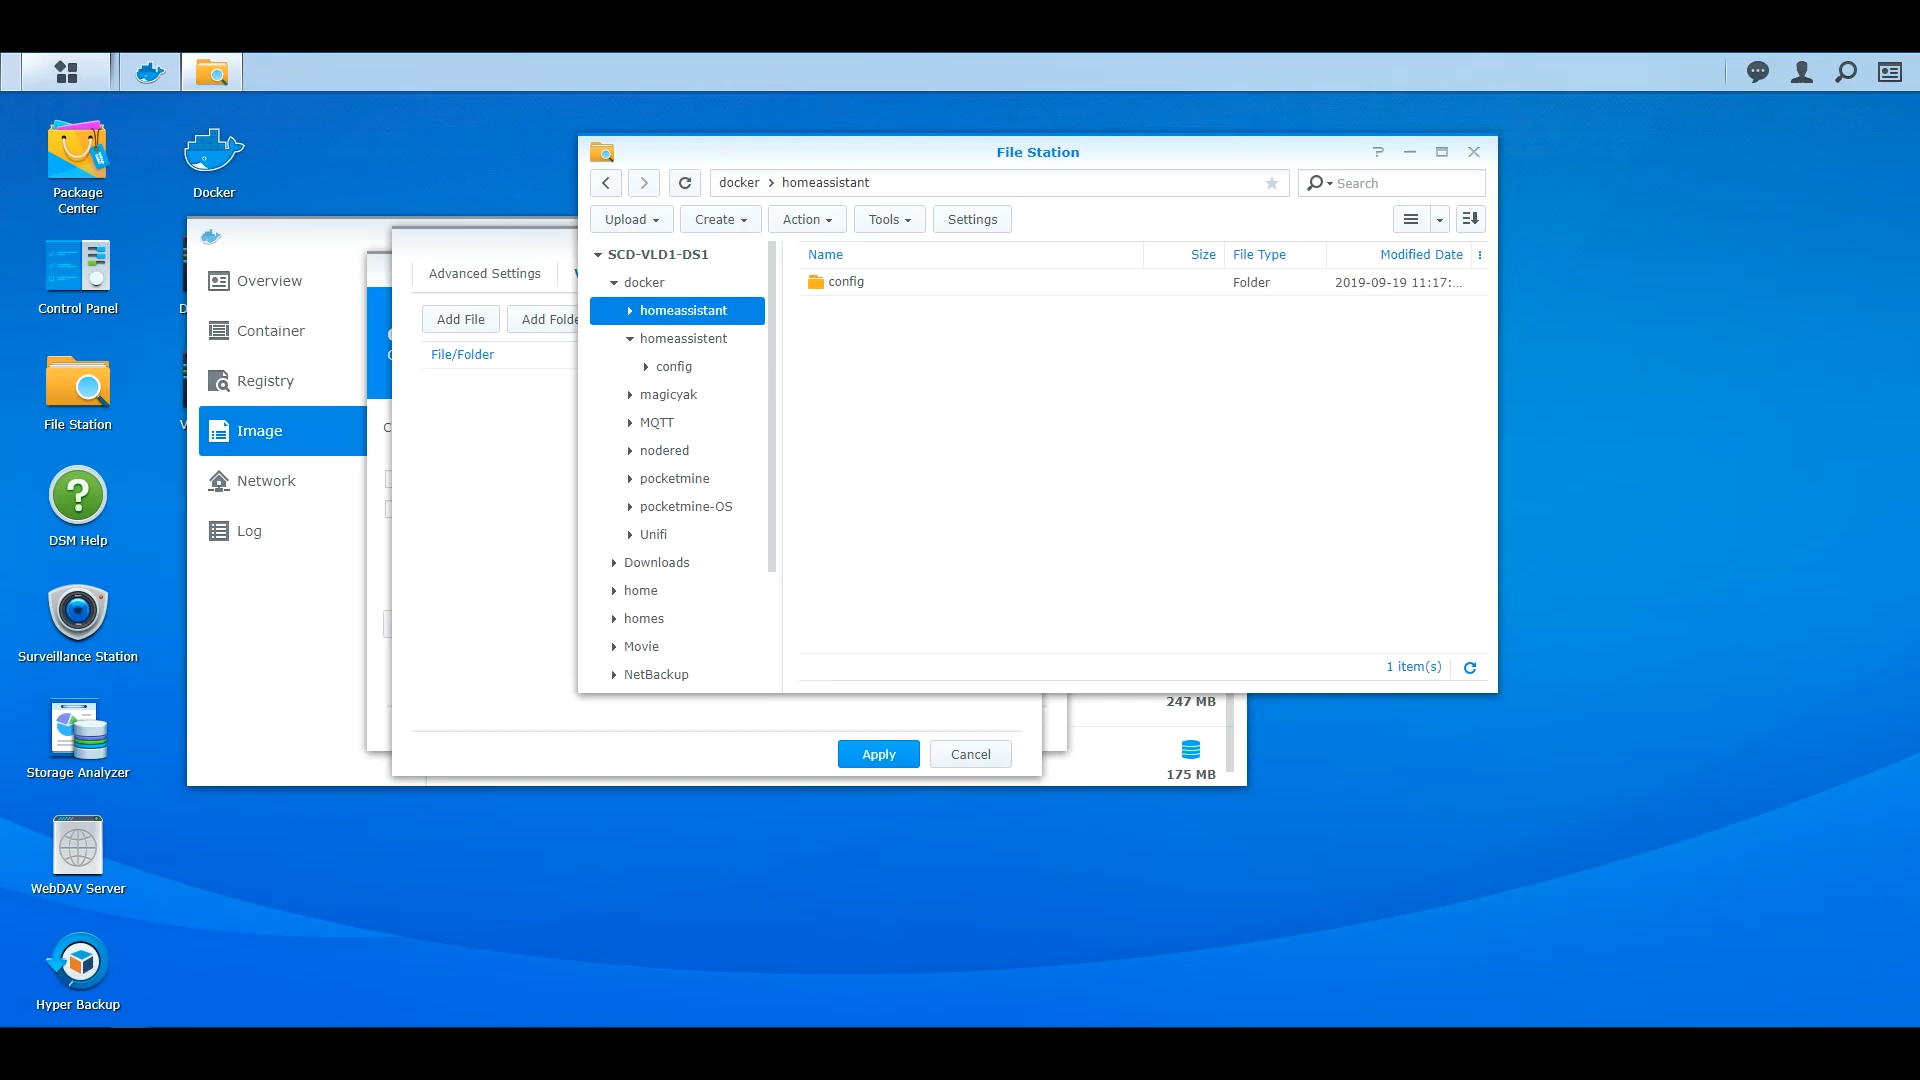 Package
Center
Control Panel
File Station
DSM Help
Surveillance Station
Storage Analyzer
WebDAV Server
Hyper Backup
Docker
D
V
Overview
Container
Registry
Image
Network
Log
Advanced Settings
Add File
Add Folde
File/Folder
Apply
Cancel
247 MB
175 MB
File Station
docker
homeassistant
Search
Upload
Create
Action
Tools
Settings
SCD-VLD1-DS1
docker
homeassistant
homeassistent
config
magicyak
MQTT
nodered
pocketmine
pocketmine-OS
Unifi
Downloads
home
homes
Movie
NetBackup
Name Size File Type Modified Date
config Folder 2019-09-19 11:17:...
1 item(s)